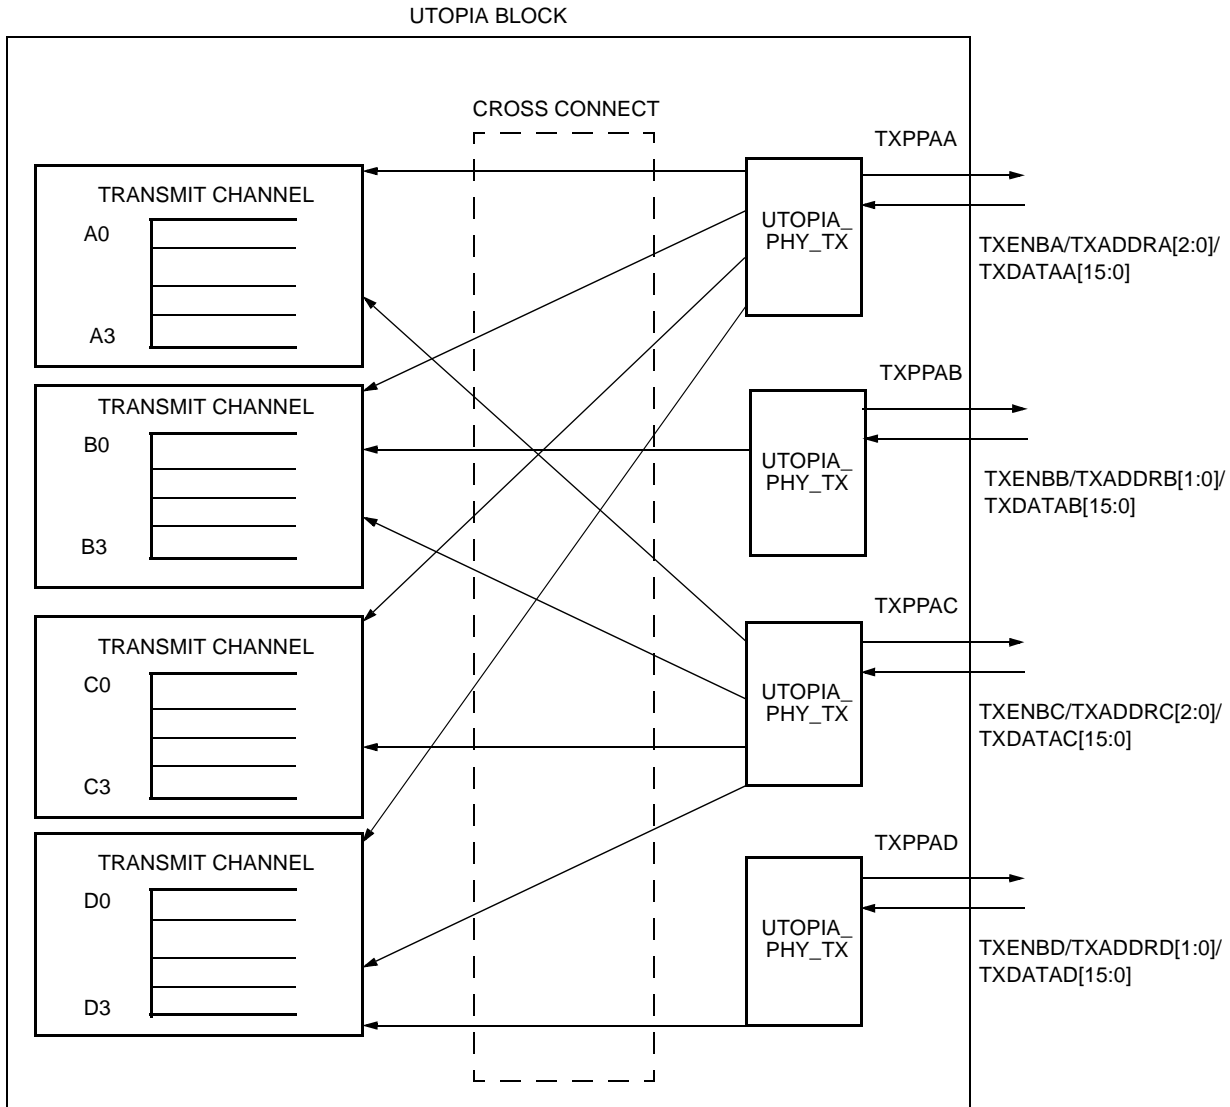 UTOPIA BLOCK
CROSS CONNECT
TRANSMIT CHANNEL
A0
A3
TRANSMIT CHANNEL
B0
B3
TRANSMIT CHANNEL
C0
C3
TRANSMIT CHANNEL
D0
D3
UTOPIA_
PHY_TX
TXPPAA
TXENBA/TXADDRA[2:0]/
TXDATAA[15:0]
UTOPIA_
PHY_TX
TXPPAB
TXENBB/TXADDRB[1:0]/
TXDATAB[15:0]
UTOPIA_
PHY_TX
TXPPAC
TXENBC/TXADDRC[2:0]/
TXDATAC[15:0]
UTOPIA_
PHY_TX
TXPPAD
TXENBD/TXADDRD[1:0]/
TXDATAD[15:0]